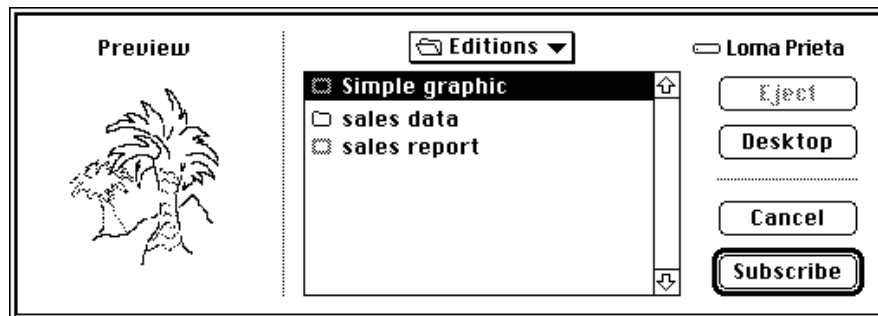 Preview
Editions
Loma Prieta
Simple graphic
sales data
sales report
Eject
Desktop
Cancel
Subscribe